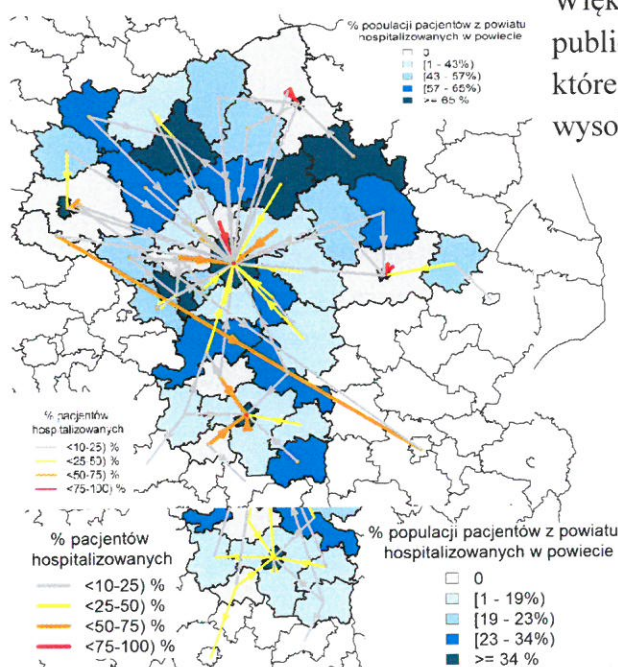 % populacji pacjentów z powiatu
hospitalizowanych w powiecie
0
[1 - 43%)
[43 - 57%)
[57 - 65%)
>= 65 %
Więk
public
które
wyso
% pacjentów
hospitalizowanych
<10-25) %
<25-50) %
<50-75) %
<75-100) %
% pacjentów
hospitalizowanych
<10-25) %
<25-50) %
<50-75) %
<75-100) %
% populacji pacjentów z powiatu
hospitalizowanych w powiecie
0
[1 - 19%)
[19 - 23%)
[23 - 34%)
>= 34 %